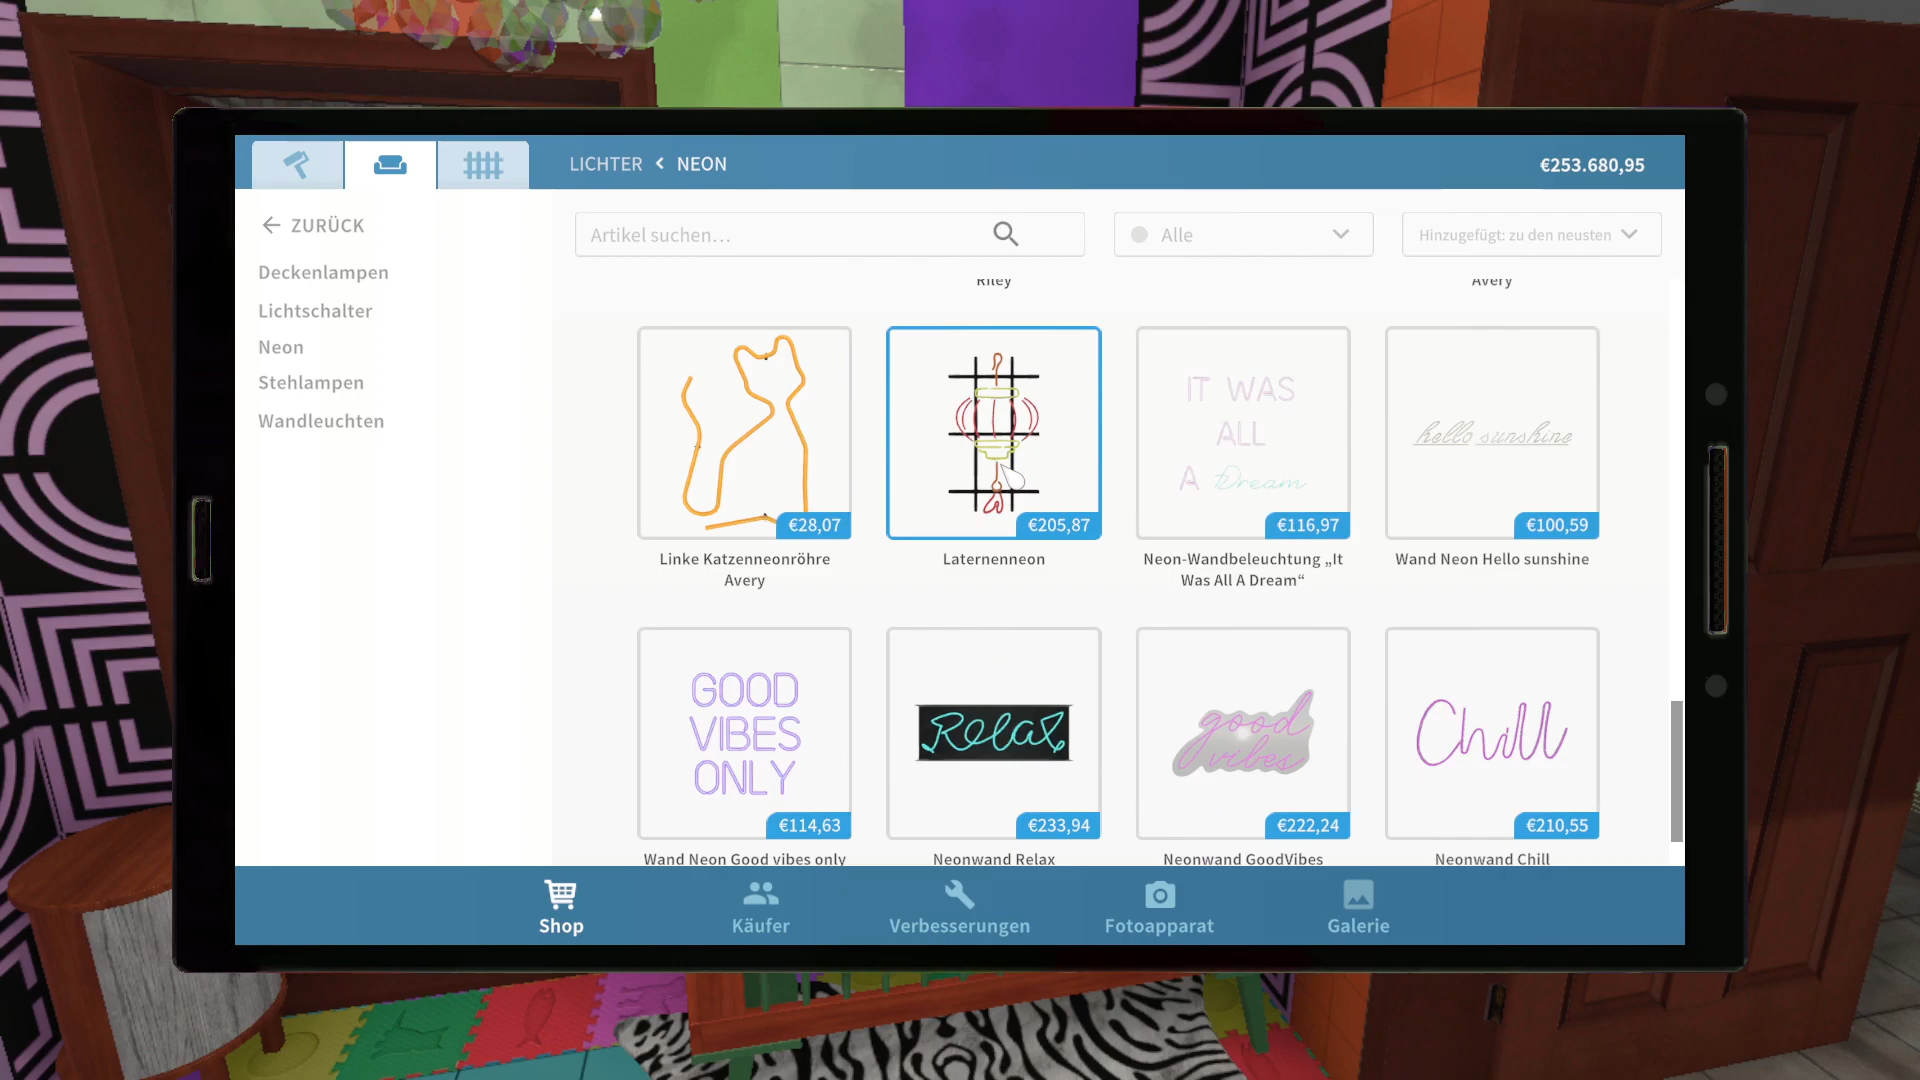 LICHTER < NEON
€253.680,95
ZURÜCK
Artikel suchen...
Alle
Hinzugefügt: zu den neusten
Deckenlampen
Lichtschalter
Neon
Stehlampen
Wandleuchten
Riley
Avery
IT WAS
ALL
A Dream
hello sunshine
€28,07
€205,87
€116,97
€100,59
Linke Katzenneonröhre
Avery
Laternenneon
Neon-Wandbeleuchtung „It
Was All A Dream“
Wand Neon Hello sunshine
GOOD
VIBES
ONLY
Relax
good
vibes
Chill
€114,63
€233,94
€222,24
€210,55
Wand Neon Good vibes only
Neonwand Relax
Neonwand GoodVibes
Neonwand Chill
Shop
Käufer
Verbesserungen
Fotoapparat
Galerie